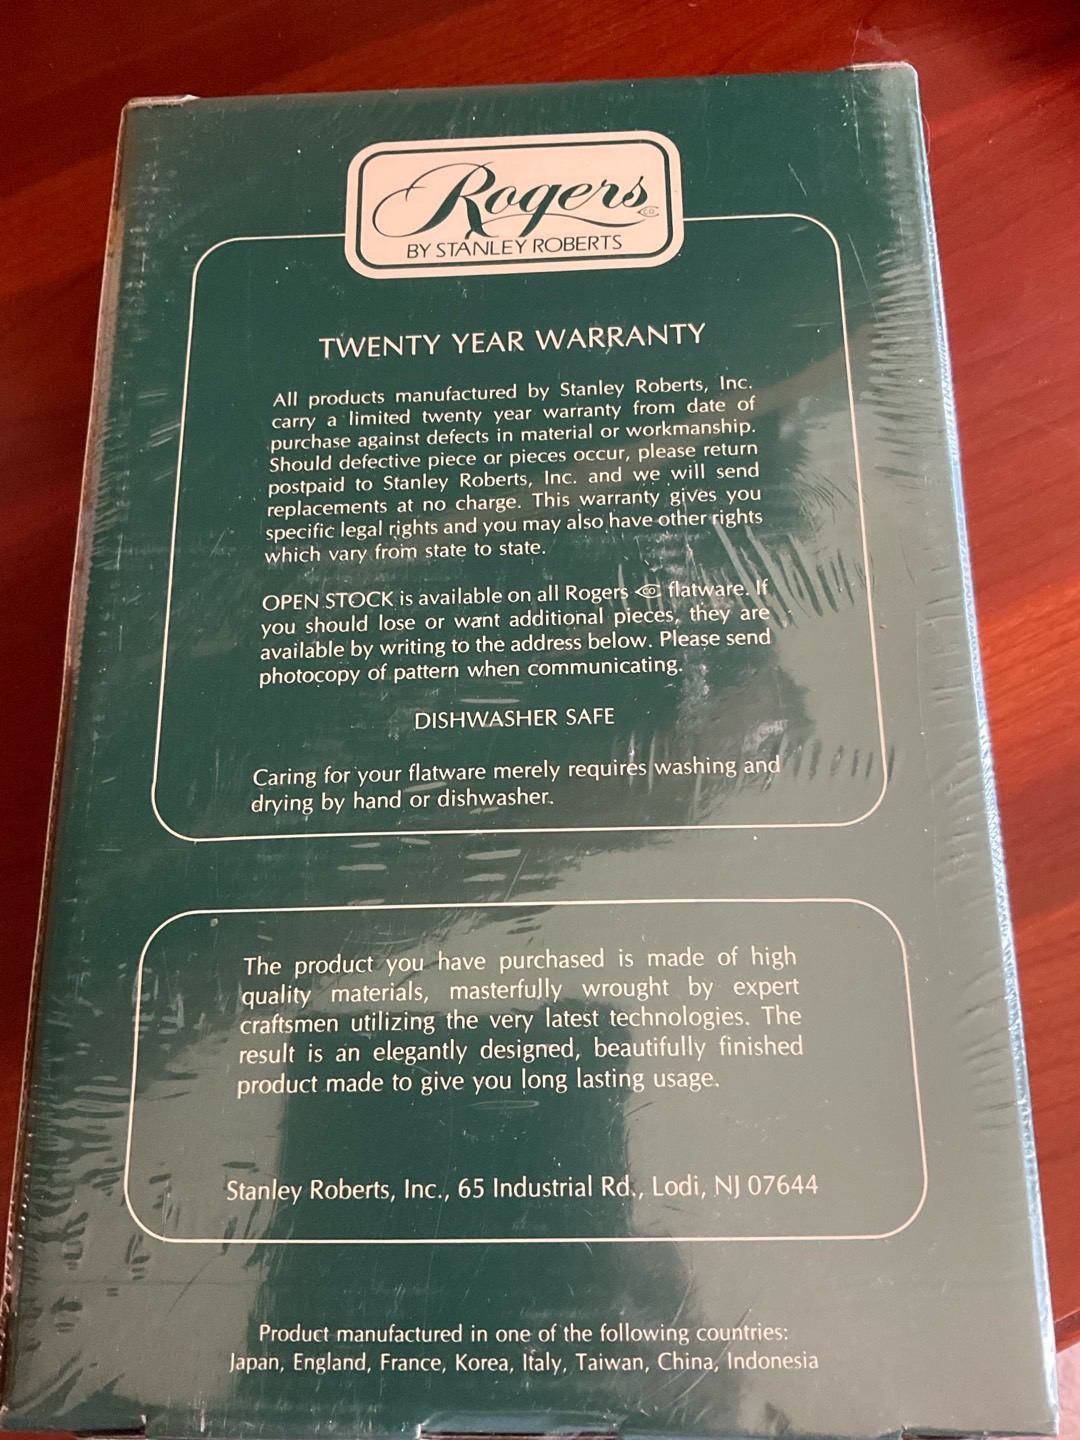 Rogers
CO
BY STANLEY ROBERTS
TWENTY YEAR WARRANTY
All products manufactured by Stanley Roberts, Inc.
carry a limited twenty year warranty from date of
purchase against defects in material or workmanship.
Should defective piece or pieces occur, please return
postpaid to Stanley Roberts, Inc. and we will send
replacements at no charge. This warranty gives you
specific legal rights and you may also have other rights
which vary from state to state.
OPEN STOCK is available on all Rogers CO flatware. If
you should lose or want additional pieces, they are
available by writing to the address below. Please send
photocopy of pattern when communicating.
DISHWASHER SAFE
Caring for your flatware merely requires washing and
drying by hand or dishwasher.
The product you have purchased is made of high
quality materials, masterfully wrought by expert
craftsmen utilizing the very latest technologies. The
result is an elegantly designed, beautifully finished
product made to give you long lasting usage.
Stanley Roberts, Inc., 65 Industrial Rd., Lodi, NJ 07644
Product manufactured in one of the following countries:
Japan, England, France, Korea, Italy, Taiwan, China, Indonesia